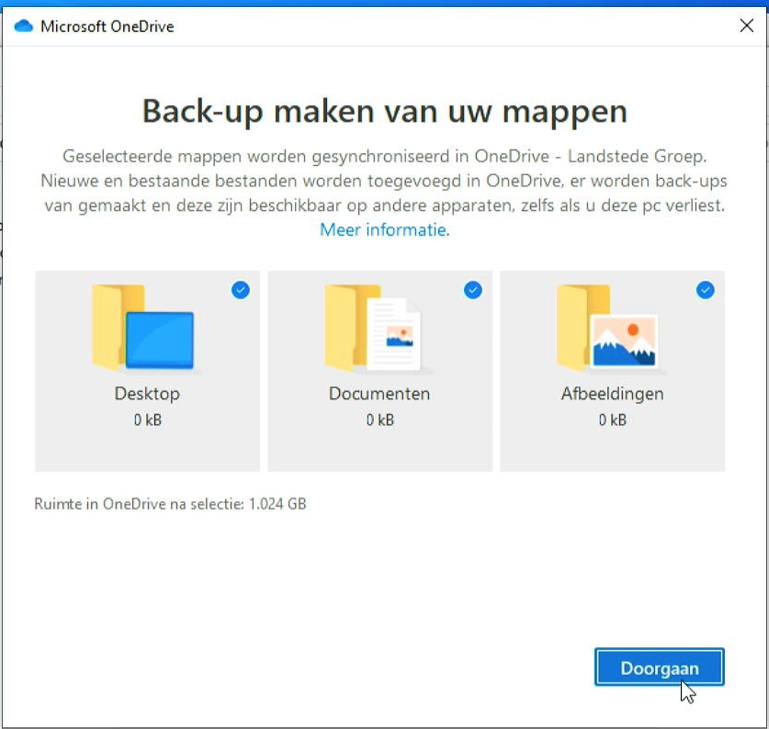 Microsoft OneDrive
Back-up maken van uw mappen
Geselecteerde mappen worden gesynchroniseerd in OneDrive - Landstede Groep.
Nieuwe en bestaande bestanden worden toegevoegd in OneDrive, er worden back-ups
van gemaakt en deze zijn beschikbaar op andere apparaten, zelfs als u deze pc verliest.
Meer informatie.
Desktop
0 kB
Documenten
0 kB
Afbeeldingen
0 kB
Ruimte in OneDrive na selectie: 1.024 GB
Doorgaan